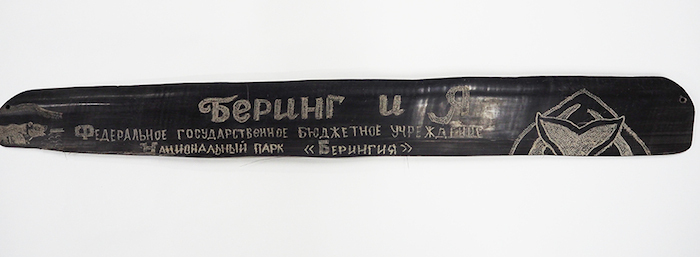 Беринг и Я
Федеральное государственное бюджетное учреждение
Национальный парк «Берингия»